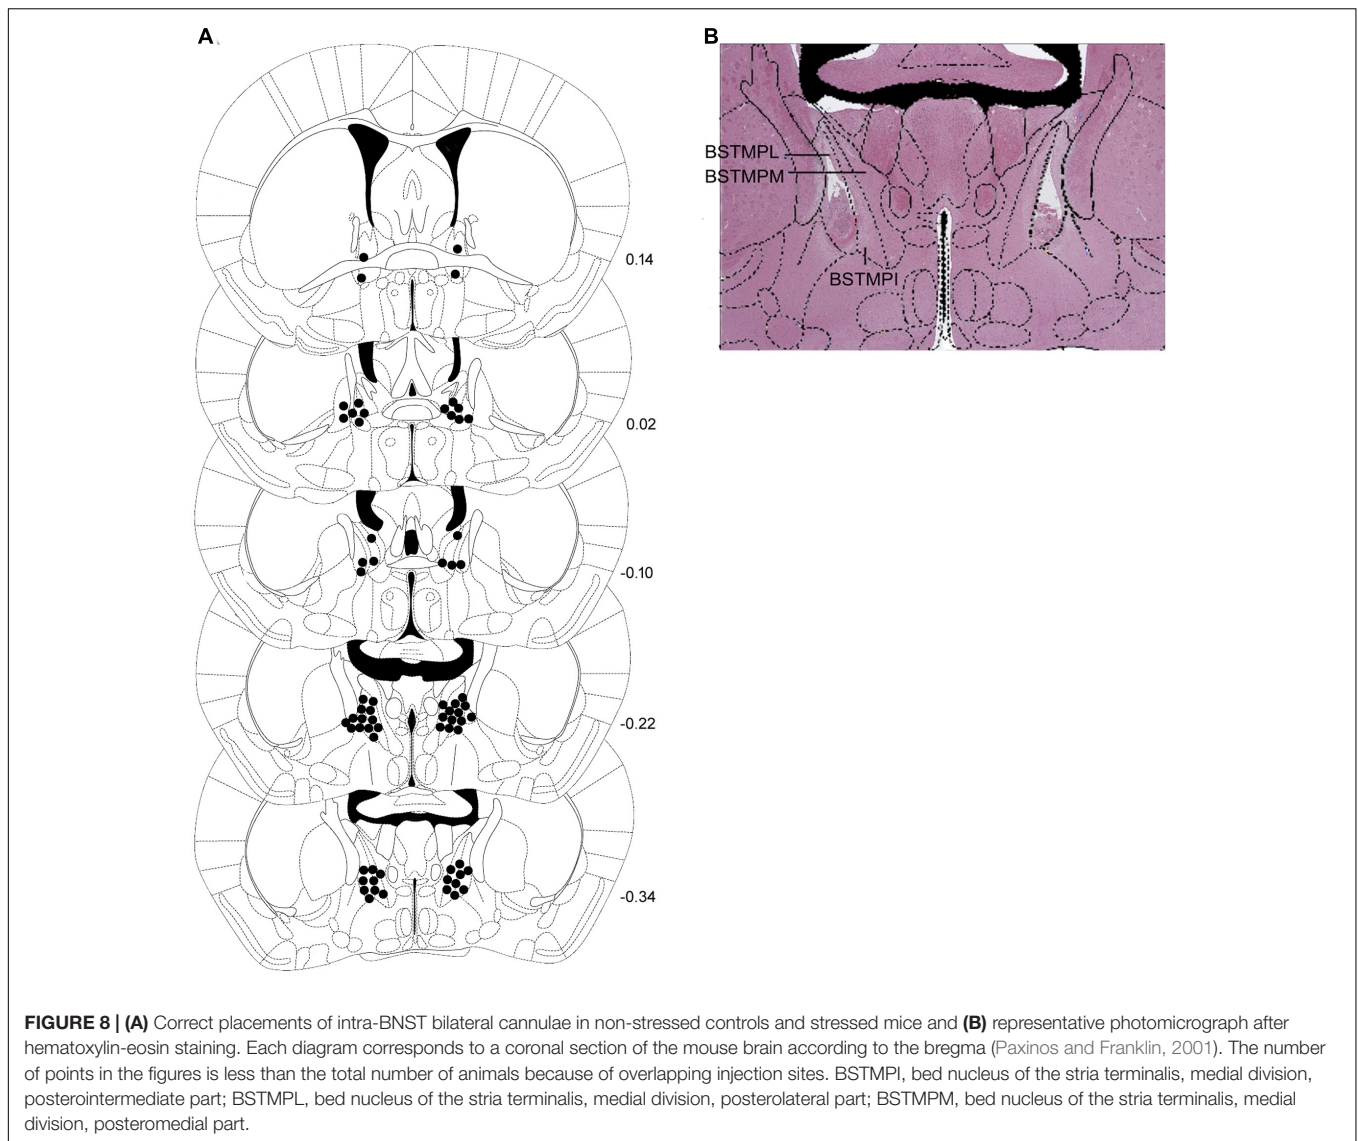 A
B
BSTMPL
BSTMPM
BSTMPI
0.14
0.02
-0.10
-0.22
-0.34
FIGURE 8 | (A) Correct placements of intra-BNST bilateral cannulae in non-stressed controls and stressed mice and (B) representative photomicrograph after
hematoxylin-eosin staining. Each diagram corresponds to a coronal section of the mouse brain according to the bregma (Paxinos and Franklin, 2001). The number
of points in the figures is less than the total number of animals because of overlapping injection sites. BSTMPI, bed nucleus of the stria terminalis, medial division,
posterointermediate part; BSTMPL, bed nucleus of the stria terminalis, medial division, posterolateral part; BSTMPM, bed nucleus of the stria terminalis, medial
division, posteromedial part.